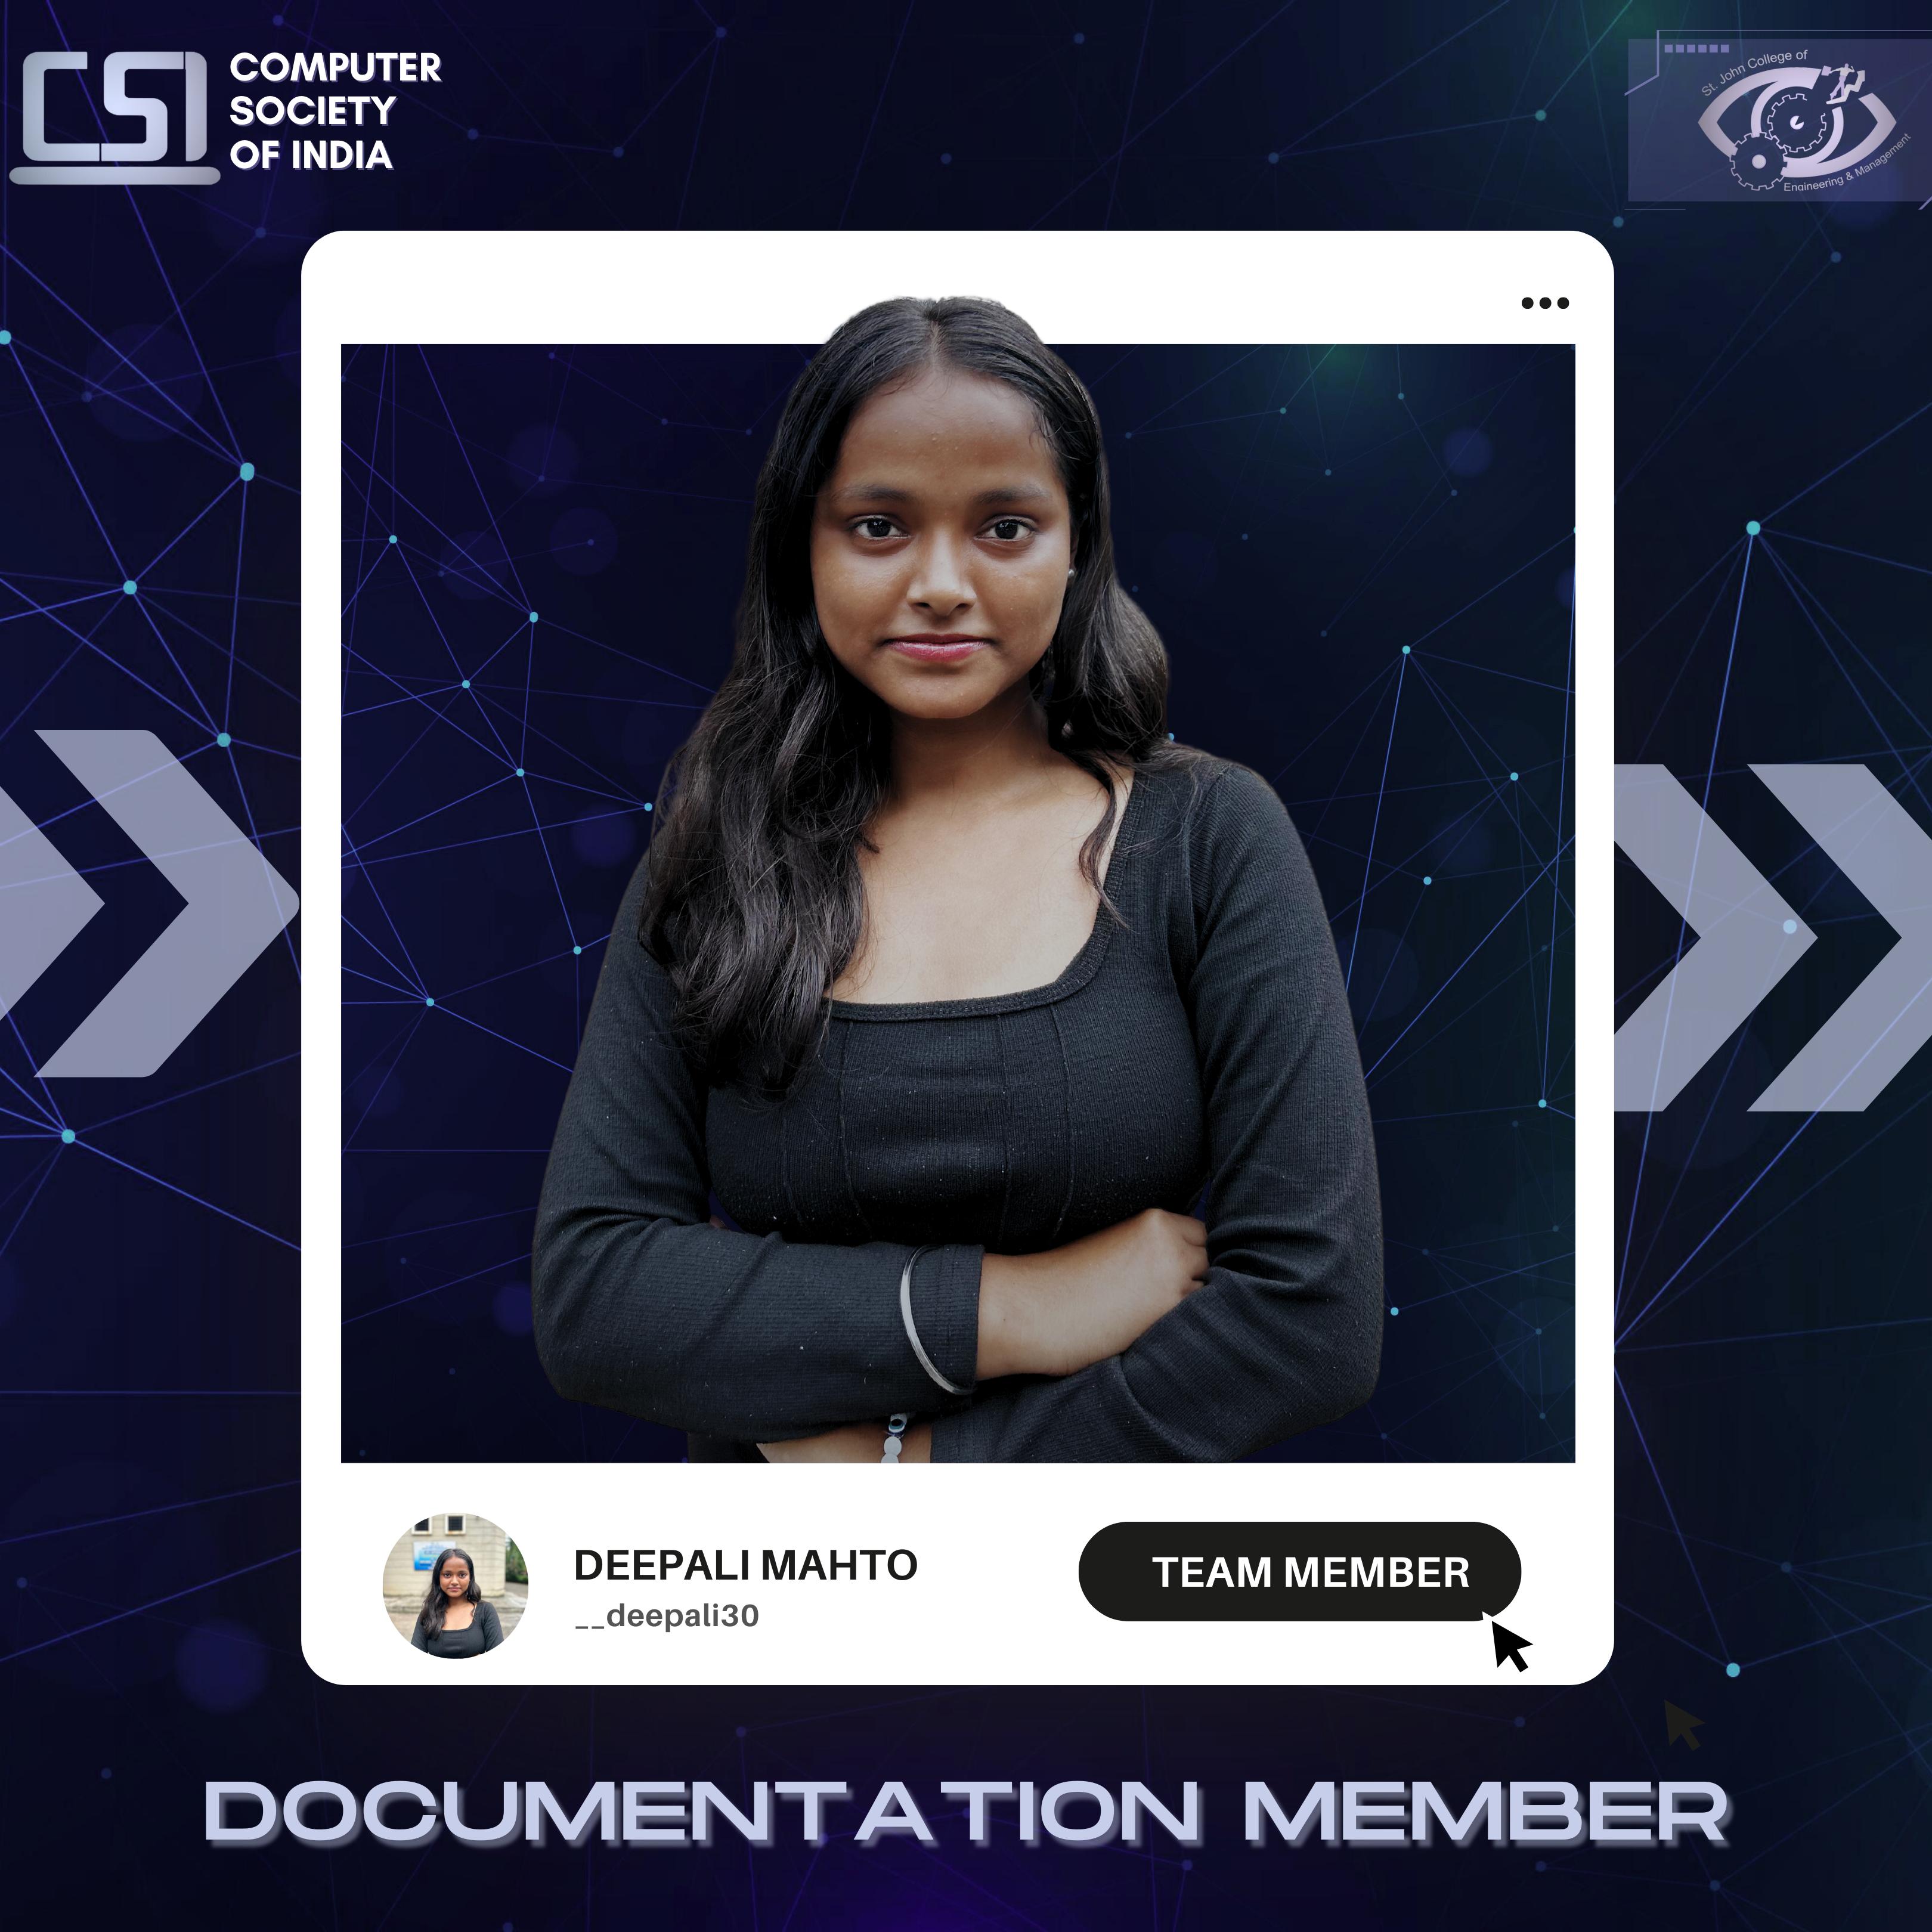 CSI
COMPUTER
SOCIETY
OF INDIA
St. John College of
Engineering & Management
DEEPALI MAHTO
__deepali30
TEAM MEMBER
DOCUMENTATION MEMBER